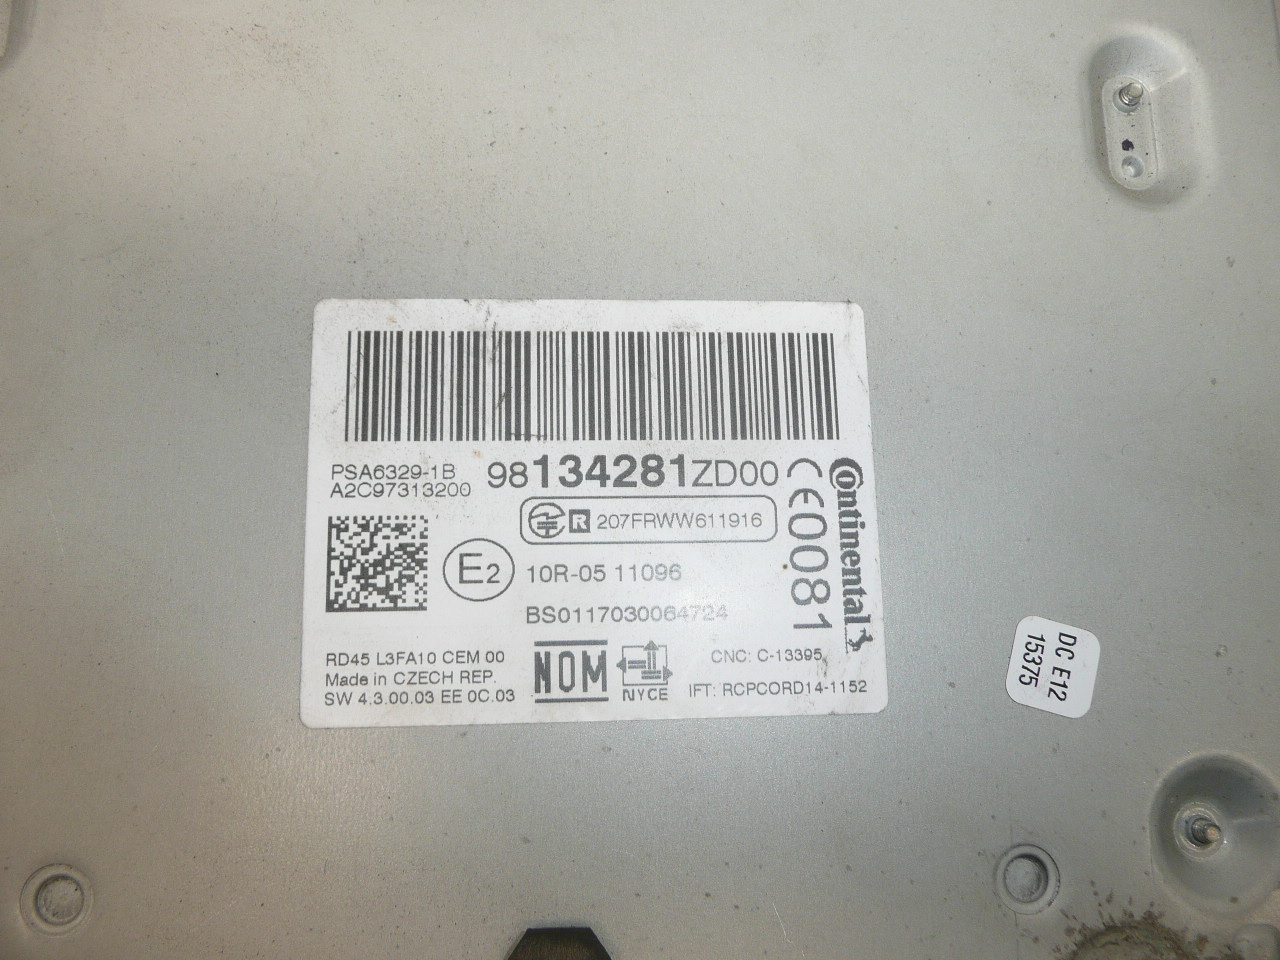 PSA6329-1B
A2C97313200
98134281ZD00
CE0081
Continental
R 207FRWW611916
E2
10R-05 11096
BS0117030064724
RD45 L3FA10 CEM 00
Made in CZECH REP.
SW 4.3.00.03 EE 0C.03
NOM
NYCE
CNC: C-13395
IFT: RCPCORD14-1152
DC E12
15375